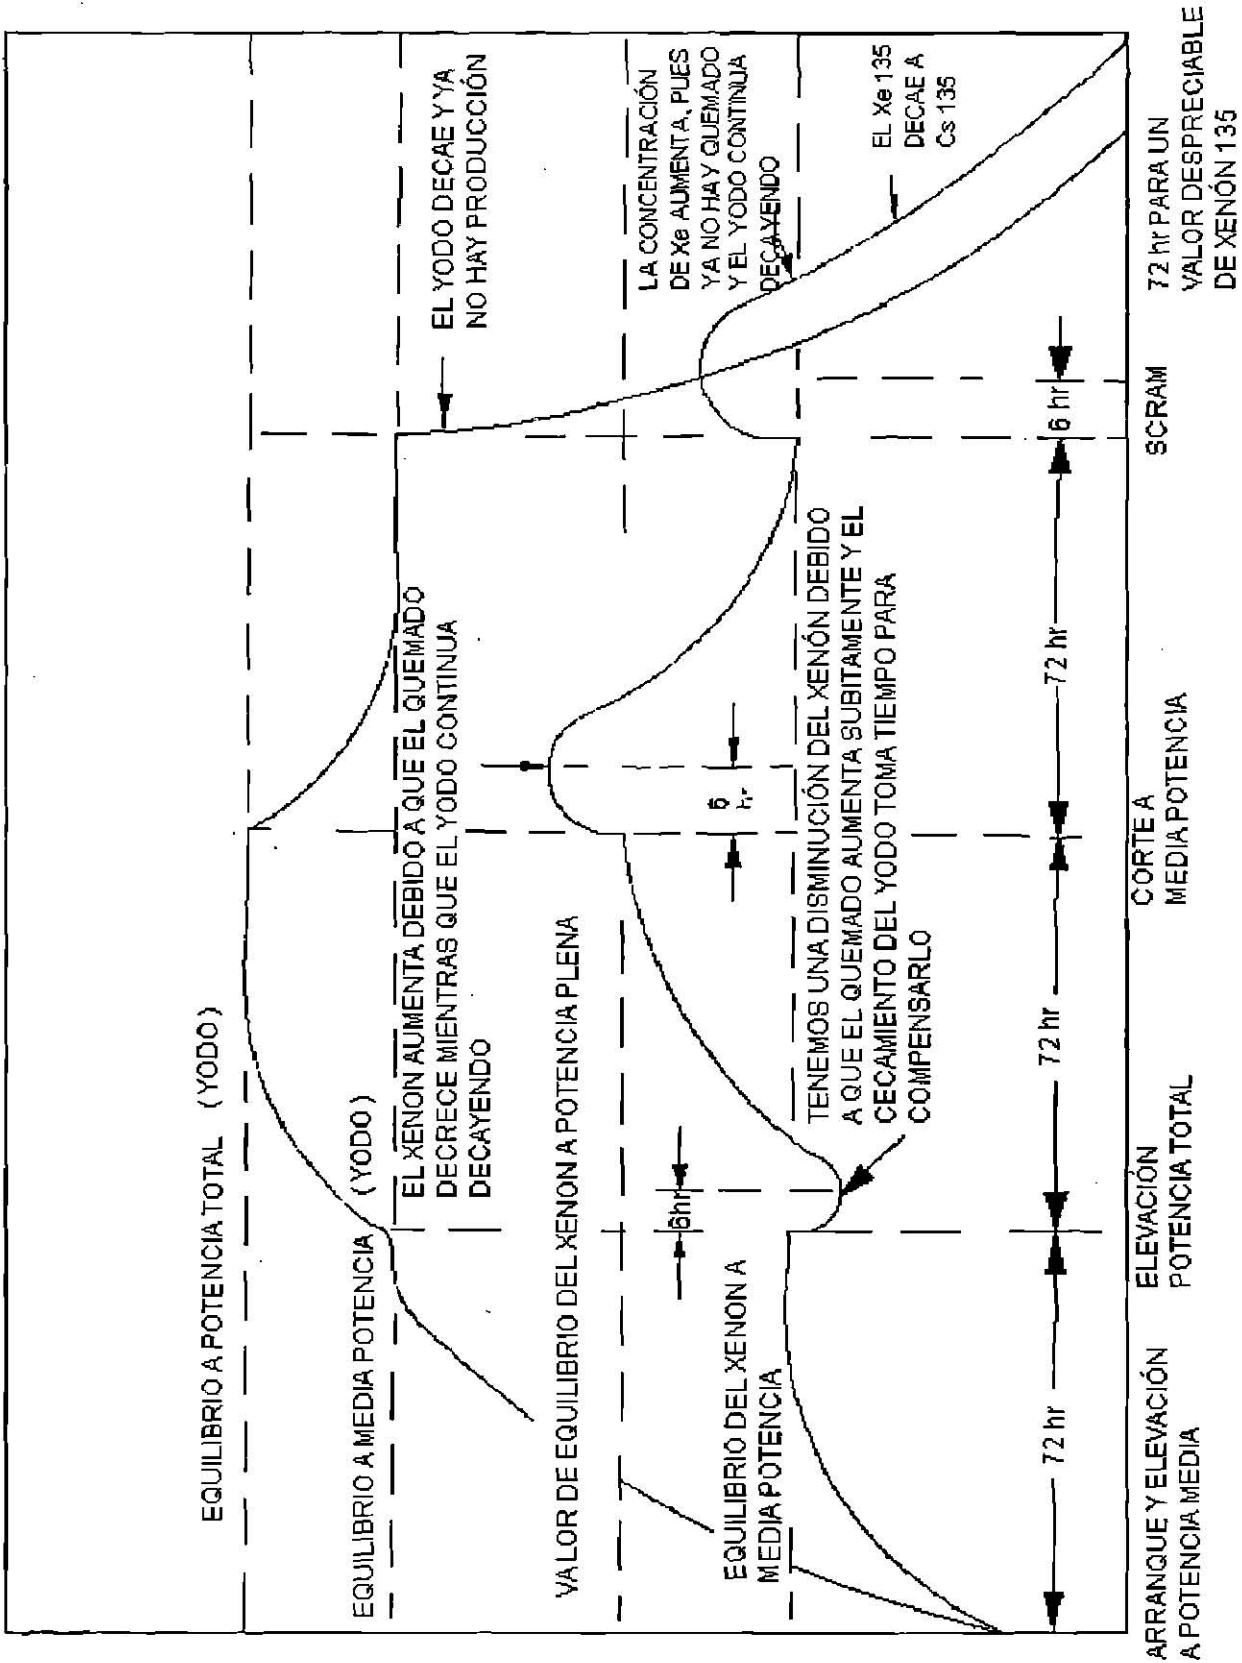 EQUILIBRIO A POTENCIA TOTAL (YODO)
EQUILIBRIO A MEDIA POTENCIA (YODO)
EL YODO DECAE Y YA
NO HAY PRODUCCIÓN
EL XENON AUMENTA DEBIDO A QUE EL QUEMADO
DECRECE MIENTRAS QUE EL YODO CONTINUA
DECAYENDO
VALOR DE EQUILIBRIO DEL XENON A POTENCIA PLENA
LA CONCENTRACIÓN
DE Xe AUMENTA, PUES
YA NO HAY QUEMADO
Y EL YODO CONTINUA
DECAYENDO
6hr
6
hr
EQUILIBRIO DEL XENON A
MEDIA POTENCIA
TENEMOS UNA DISMINUCIÓN DEL XENÓN DEBIDO
A QUE EL QUEMADO AUMENTA SUBITAMENTE Y EL
CECAMIENTO DEL YODO TOMA TIEMPO PARA
COMPENSARLO
EL Xe 135
DECAE A
Cs 135
72 hr
72 hr
72 hr
6 hr
ARRANQUE Y ELEVACIÓN
A POTENCIA MEDIA
ELEVACIÓN
POTENCIA TOTAL
CORTE A
MEDIA POTENCIA
SCRAM
72 hr PARA UN
VALOR DESPRECIABLE
DE XENÓN 135